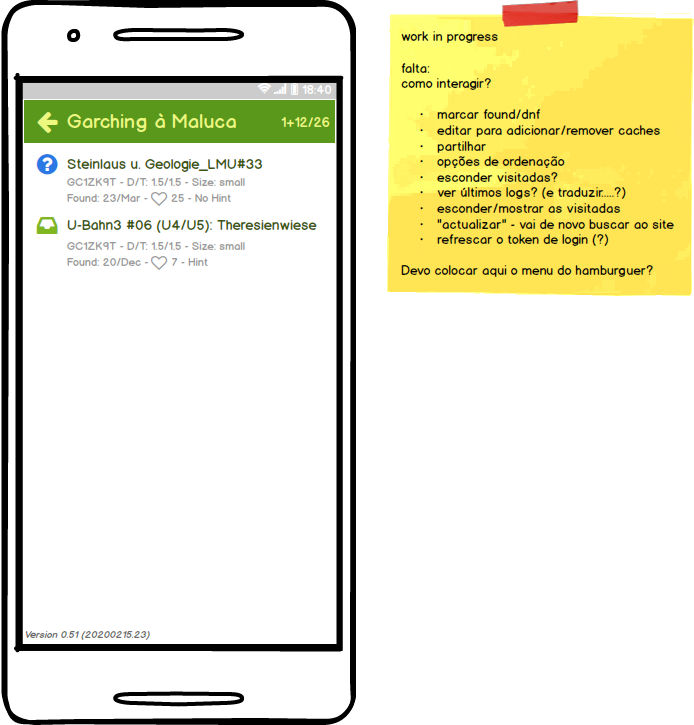 18:40
Garching à Maluca 1+12/26
Steinlaus u. Geologie_LMU#33
GC1ZK9T - D/T: 1.5/1.5 - Size: small
Found: 23/Mar - 25 - No Hint
U-Bahn3 #06 (U4/U5): Theresienwiese
GC1ZK9T - D/T: 1.5/1.5 - Size: small
Found: 20/Dec - 7 - Hint
Version 0.51 (20200215.23)
work in progress
falta:
como interagir?
• marcar found/dnf
• editar para adicionar/remover caches
• partilhar
• opções de ordenação
• esconder visitadas?
• ver últimos logs? (e traduzir.....?)
• esconder/mostrar as visitadas
• "actualizar" - vai de novo buscar ao site
• refrescar o token de login (?)
Devo colocar aqui o menu do hamburguer?